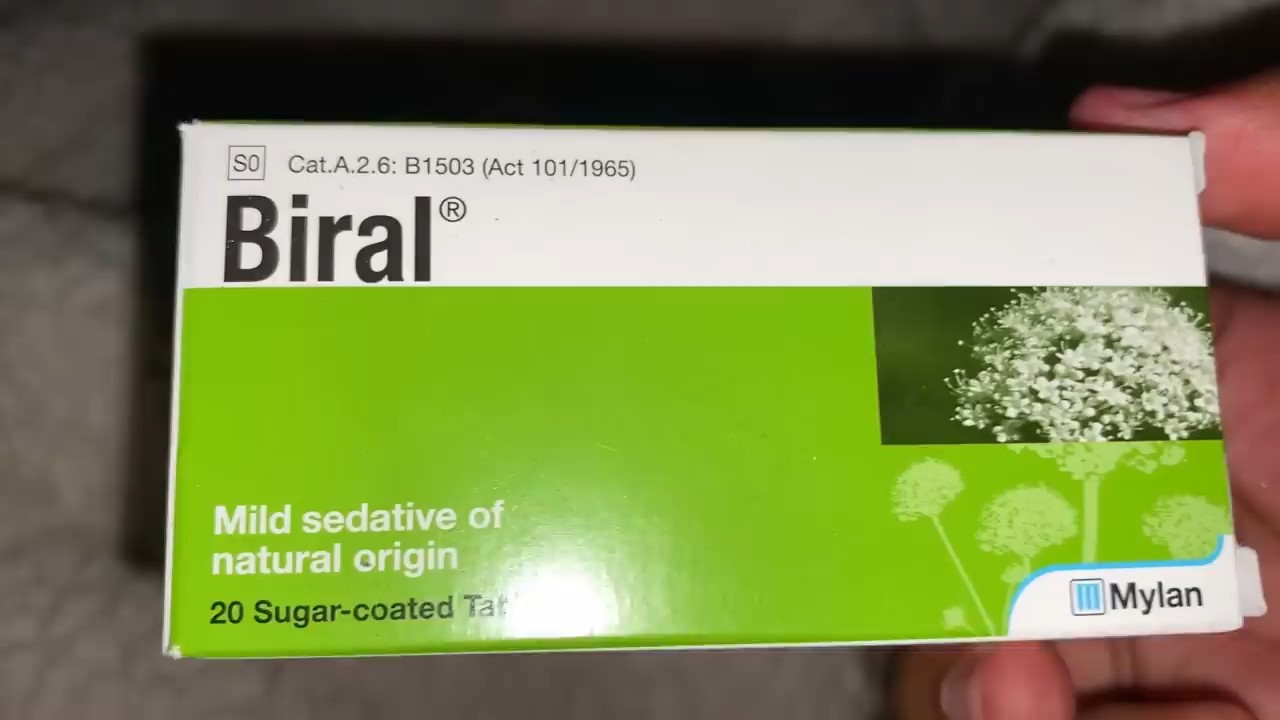 S0 Cat.A.2.6: B1503 (Act 101/1965)
Biral®
Mild sedative of
natural origin
20 Sugar-coated
Mylan